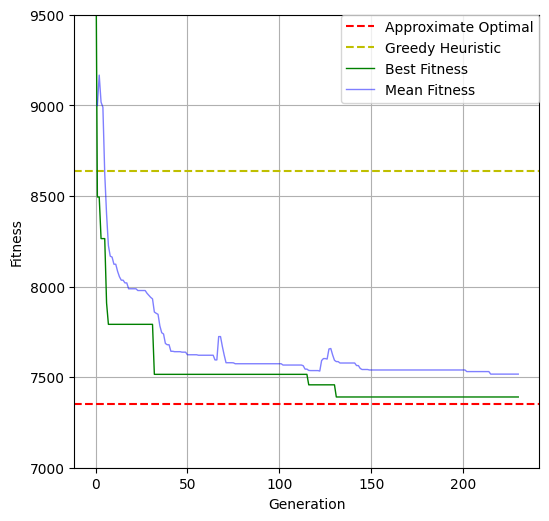 Approximate Optimal
Greedy Heuristic
Best Fitness
Mean Fitness
9500
9000
8500
8000
7500
7000
Fitness
0 50 100 150 200
Generation